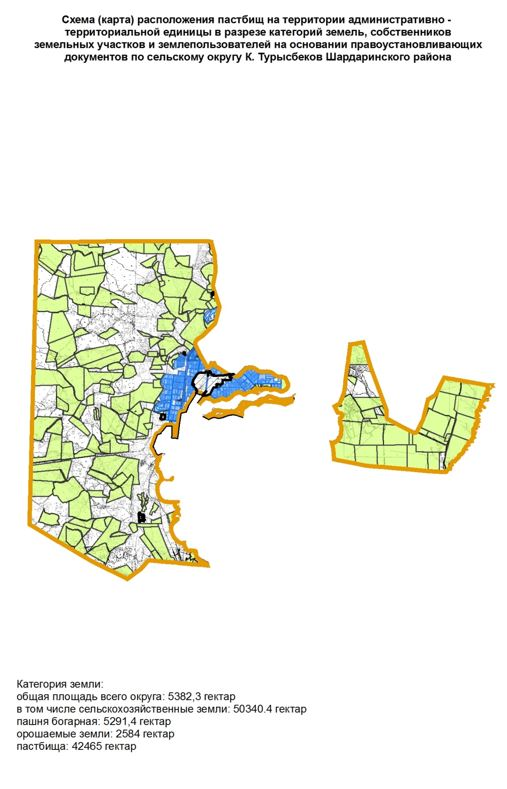 Схема (карта) расположения пастбищ на территории административно -
территориальной единицы в разрезе категорий земель, собственников
земельных участков и землепользователей на основании правоустановливающих
документов по сельскому округу К. Турысбеков Шардаринского района
Категория земли:
общая площадь всего округа: 5382,3 гектар
в том числе сельскохозяйственные земли: 50340.4 гектар
пашня богарная: 5291,4 гектар
орошаемые земли: 2584 гектар
пастбища: 42465 гектар